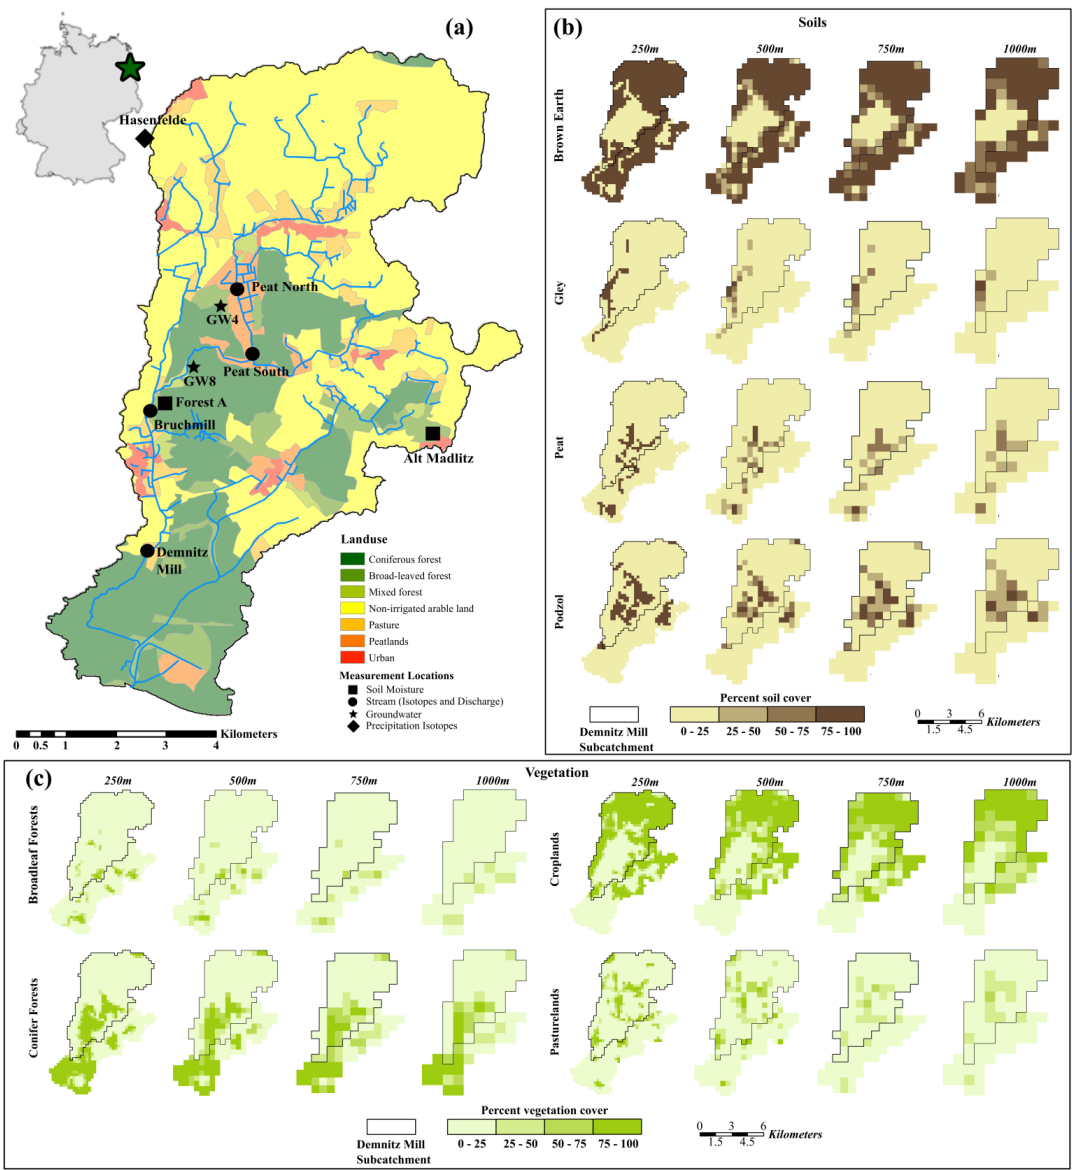 (a)
Hasenfelde
Peat North
GW4
Peat South
GW8
Forest A
Bruchmill
Alt Madlitz
Demnitz
Mill
Landuse
Coniferous forest
Broad-leaved forest
Mixed forest
Non-irrigated arable land
Pasture
Peatlands
Urban
Measurement Locations
Soil Moisture
Stream (Isotopes and Discharge)
Groundwater
Precipitation Isotopes
0 0.5 1 2 3 4 Kilometers
(b)
Soils
250m 500m 750m 1000m
Brown Earth
Gley
Peat
Podzol
Percent soil cover
Demnitz Mill
Subcatchment
0 - 25 25 - 50 50 - 75 75 - 100
0 3 6
1.5 4.5
Kilometers
(c)
Vegetation
250m 500m 750m 1000m 250m 500m 750m 1000m
Broadleaf Forests
Croplands
Conifer Forests
Pasturelands
Percent vegetation cover
Demnitz Mill
Subcatchment
0 - 25 25 - 50 50 - 75 75 - 100
0 3 6
1.5 4.5
Kilometers